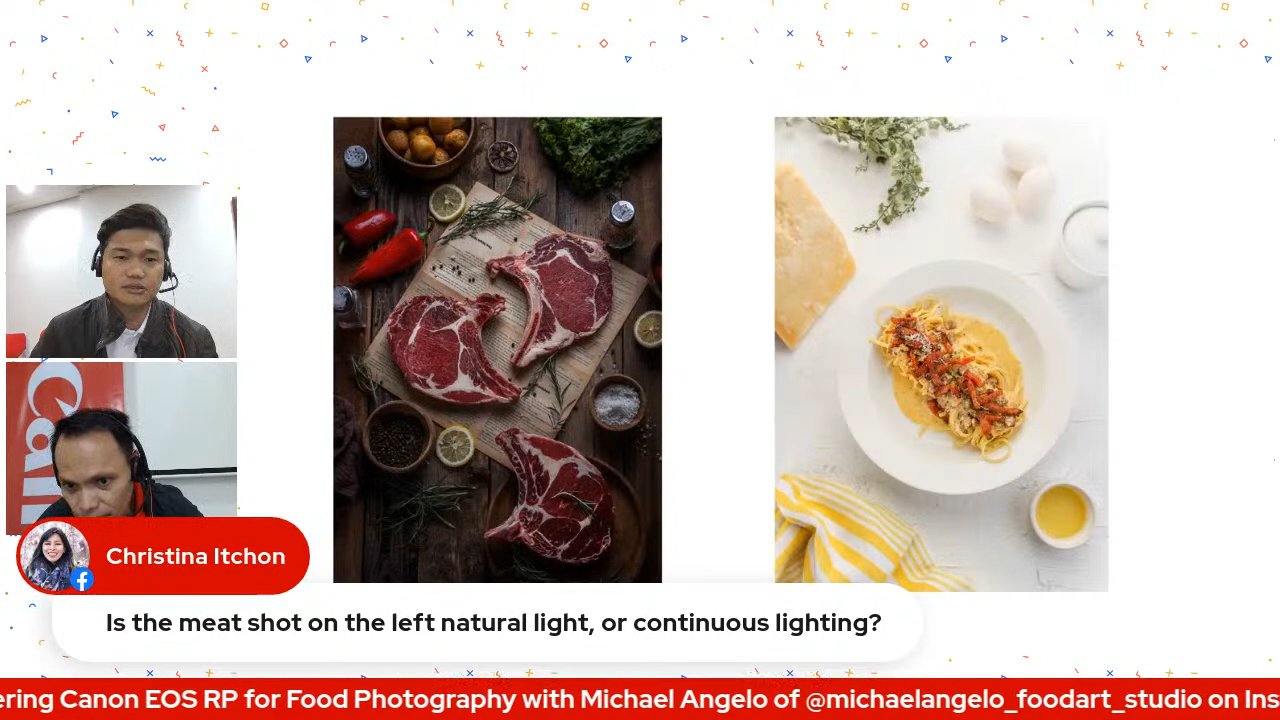 Canon
Christina Itchon
Is the meat shot on the left natural light, or continuous lighting?
ering Canon EOS RP for Food Photography with Michael Angelo of @michaelangelo_foodart_studio on Ins